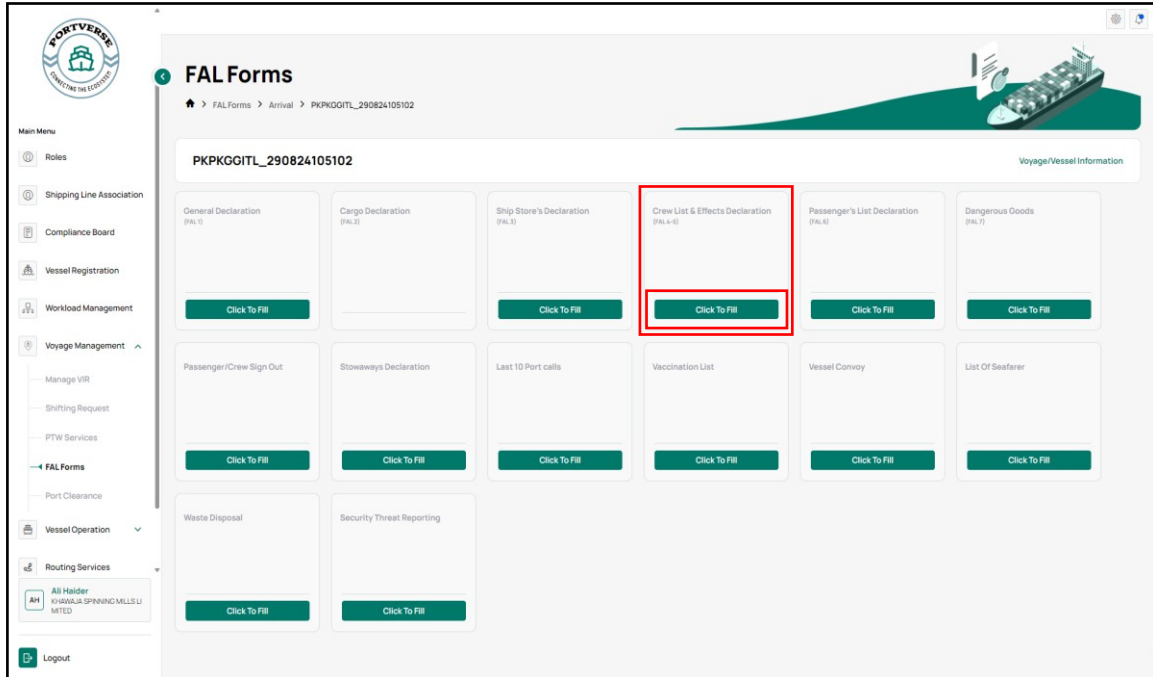 PORTVERSE
CONNECTING THE ECOSYSTEM
Main Menu
Roles
Shipping Line Association
Compliance Board
Vessel Registration
Workload Management
Voyage Management
Manage VIR
Shifting Request
PTW Services
FAL Forms
Port Clearance
Vessel Operation
Routing Services
AH
Ali Haider
KHAWAJA SPINNING MILLS LI
MITED
Logout
FAL Forms
FAL Forms > Arrival > PKPKGGITL_290824105102
PKPKGGITL_290824105102
Voyage/Vessel Information
General Declaration
(FAL 1)
Click To Fill
Cargo Declaration
(FAL 2)
Ship Store's Declaration
(FAL 3)
Click To Fill
Crew List & Effects Declaration
(FAL 4-5)
Click To Fill
Passenger's List Declaration
(FAL 6)
Click To Fill
Dangerous Goods
(FAL 7)
Click To Fill
Passenger/Crew Sign Out
Click To Fill
Stowaways Declaration
Click To Fill
Last 10 Port calls
Click To Fill
Vaccination List
Click To Fill
Vessel Convoy
Click To Fill
List Of Seafarer
Click To Fill
Waste Disposal
Click To Fill
Security Threat Reporting
Click To Fill